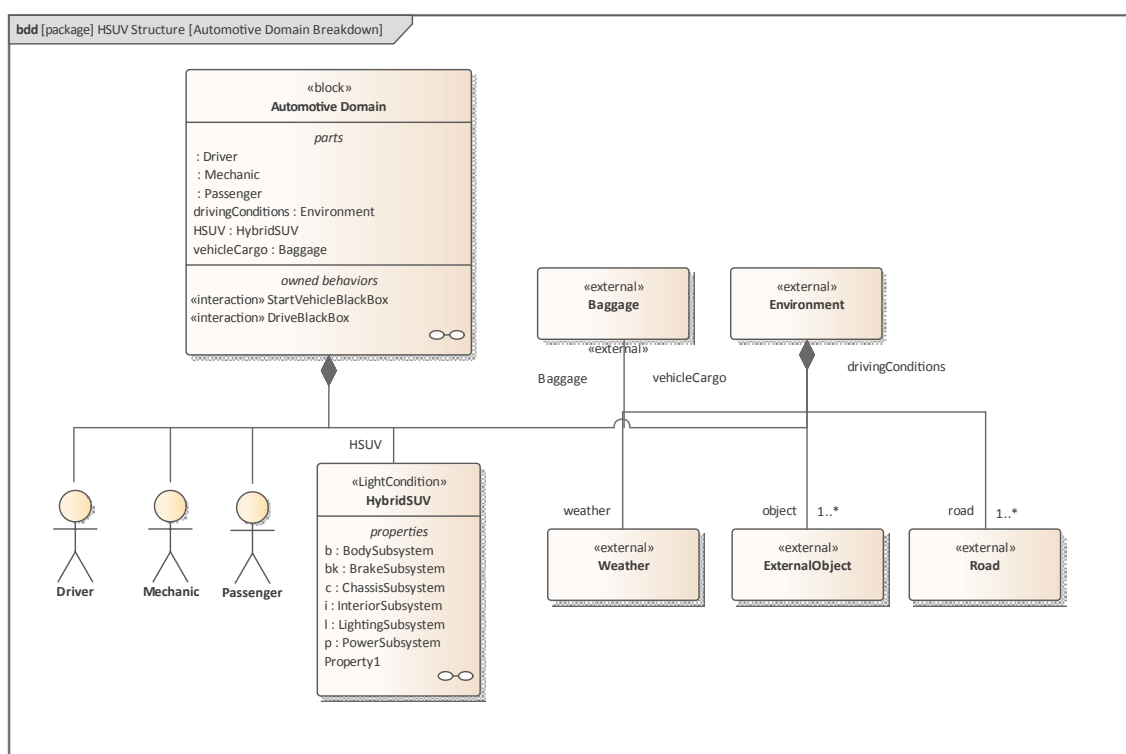 bdd [package] HSUV Structure [Automotive Domain Breakdown]
«block»
Automotive Domain
parts
: Driver
: Mechanic
: Passenger
drivingConditions : Environment
HSUV : HybridSUV
vehicleCargo : Baggage
owned behaviors
«interaction» StartVehicleBlackBox
«interaction» DriveBlackBox
«external»
Baggage
«external»
Environment
«external»
Baggage
vehicleCargo
drivingConditions
HSUV
«LightCondition»
HybridSUV
properties
b : BodySubsystem
bk : BrakeSubsystem
c : ChassisSubsystem
i : InteriorSubsystem
l : LightingSubsystem
p : PowerSubsystem
Property1
Driver
Mechanic
Passenger
weather
object
1..*
road
1..*
«external»
Weather
«external»
ExternalObject
«external»
Road